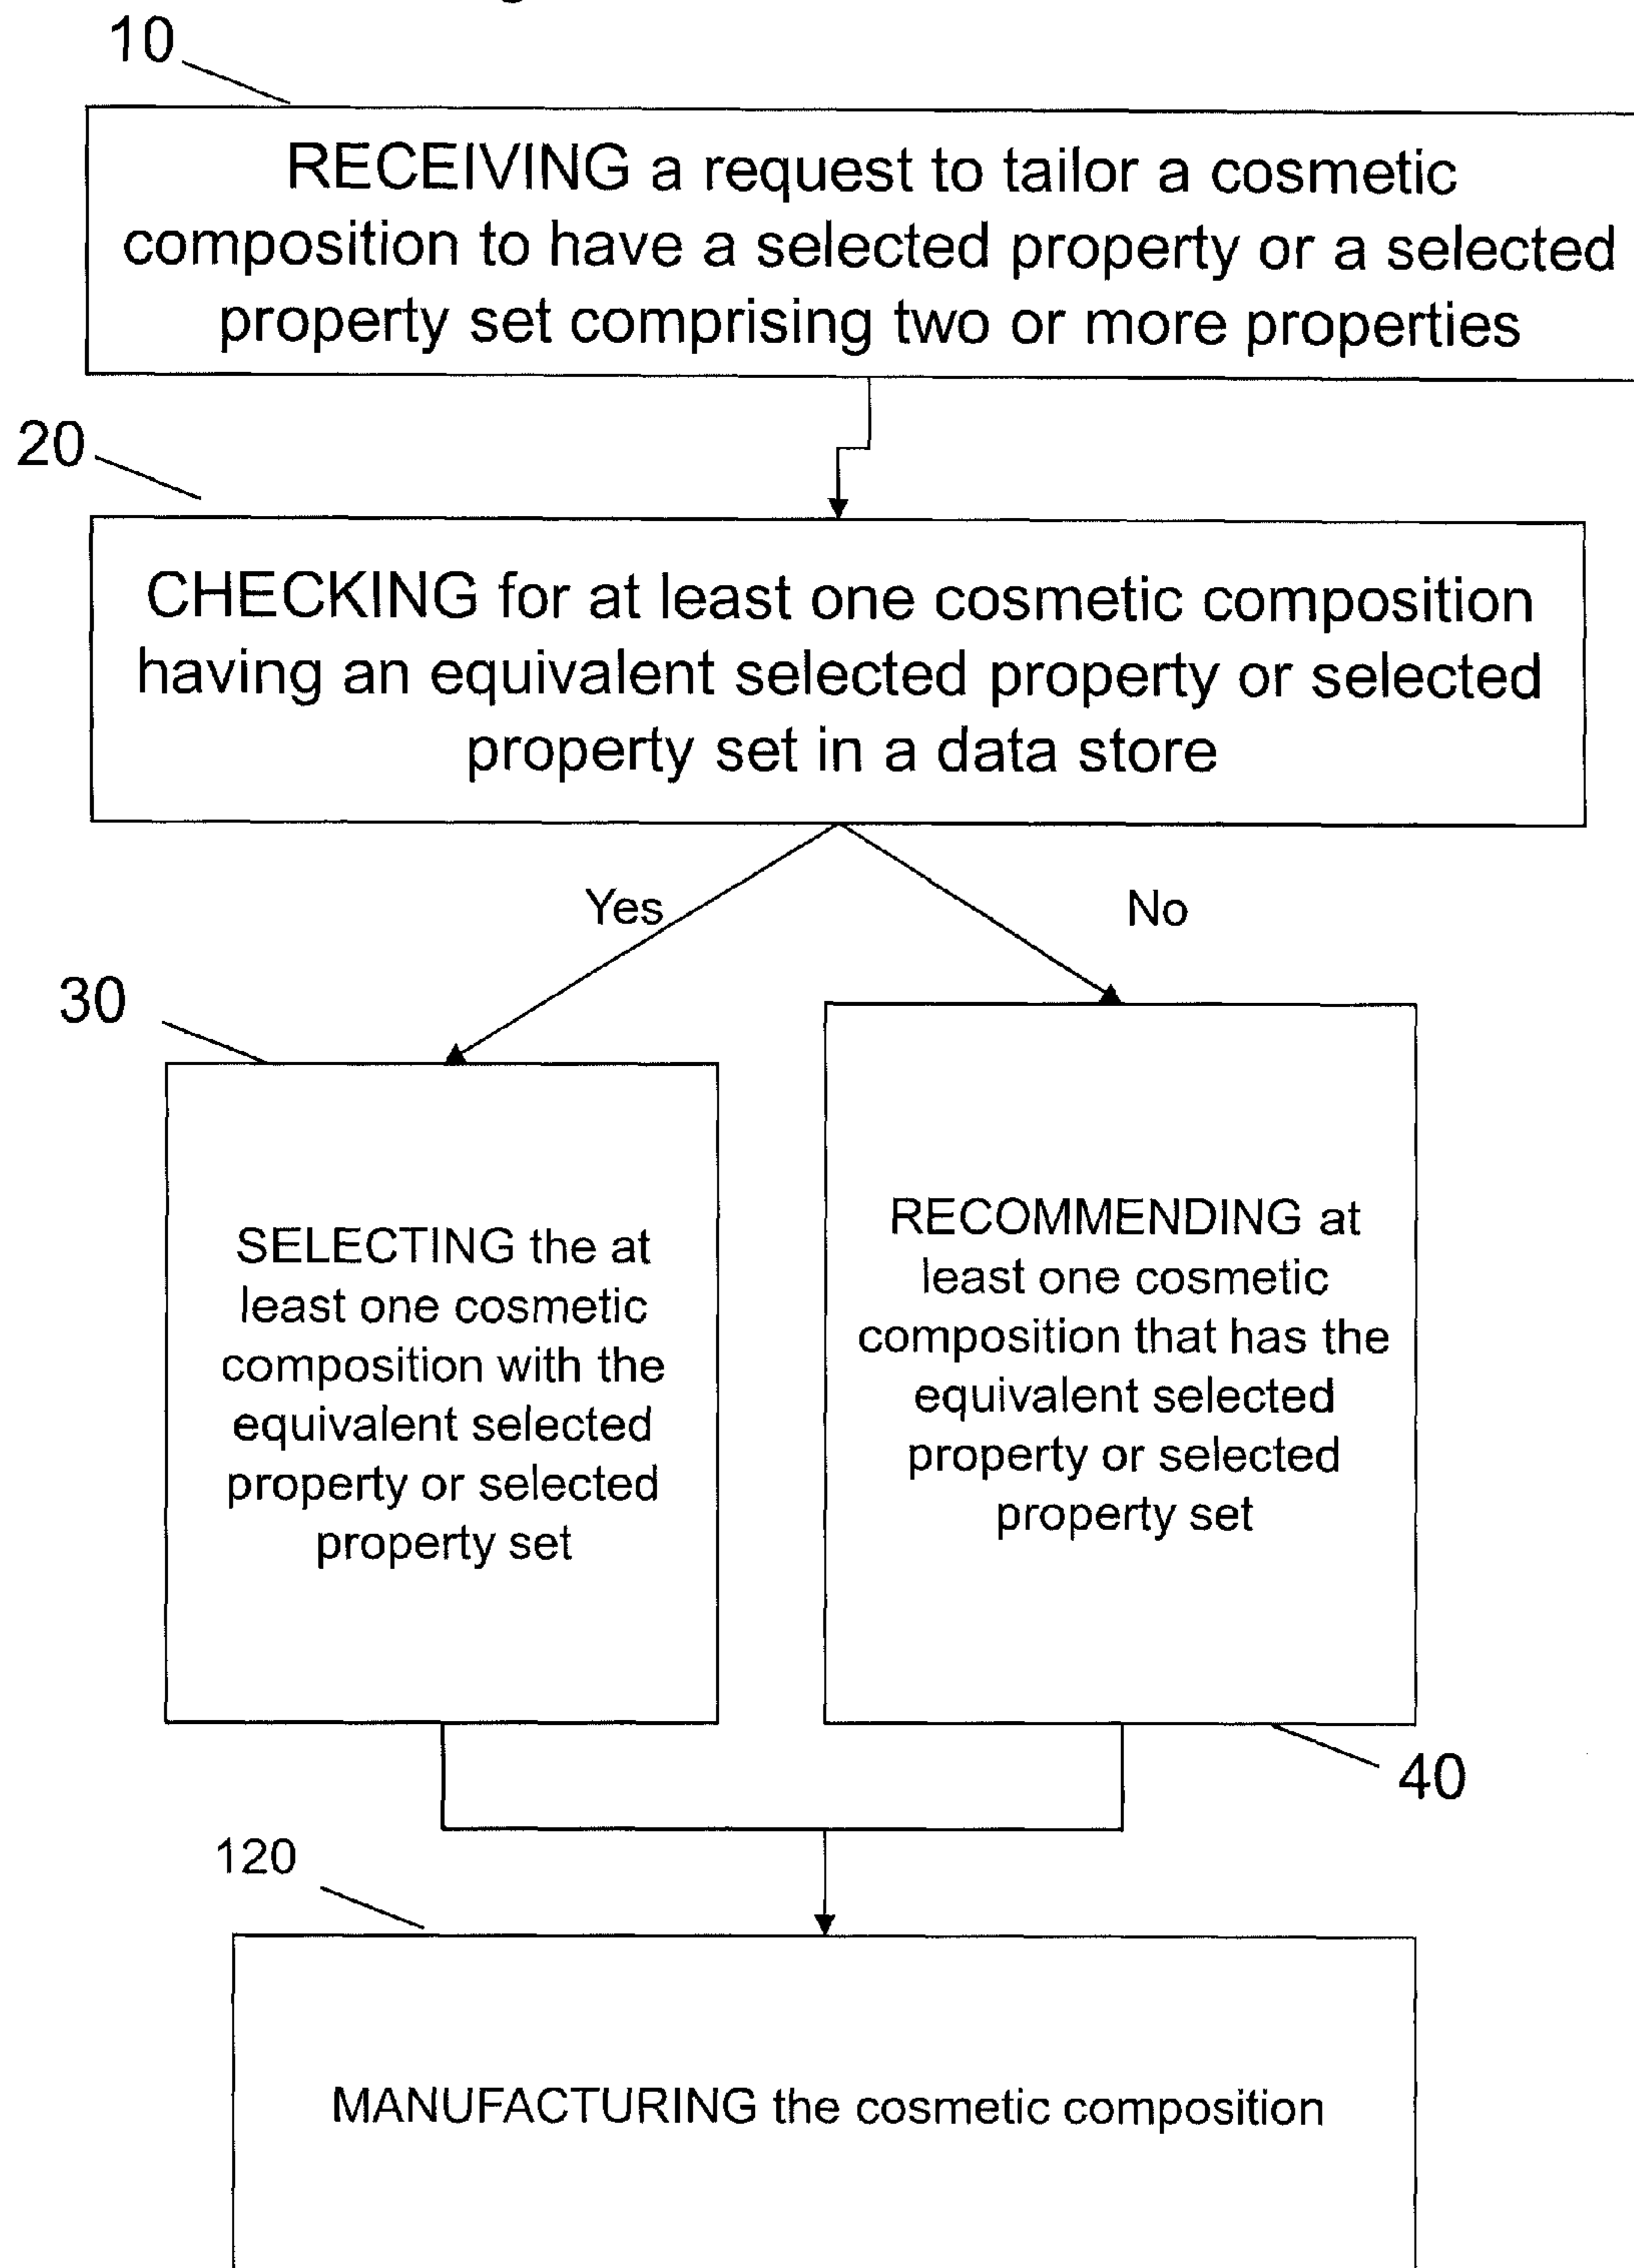 10
RECEIVING a request to tailor a cosmetic
composition to have a selected property or a selected
property set comprising two or more properties
20
CHECKING for at least one cosmetic composition
having an equivalent selected property or selected
property set in a data store
Yes
No
30
SELECTING the at
least one cosmetic
composition with the
equivalent selected
property or selected
property set
RECOMMENDING at
least one cosmetic
composition that has the
equivalent selected
property or selected
property set
40
120
MANUFACTURING the cosmetic composition